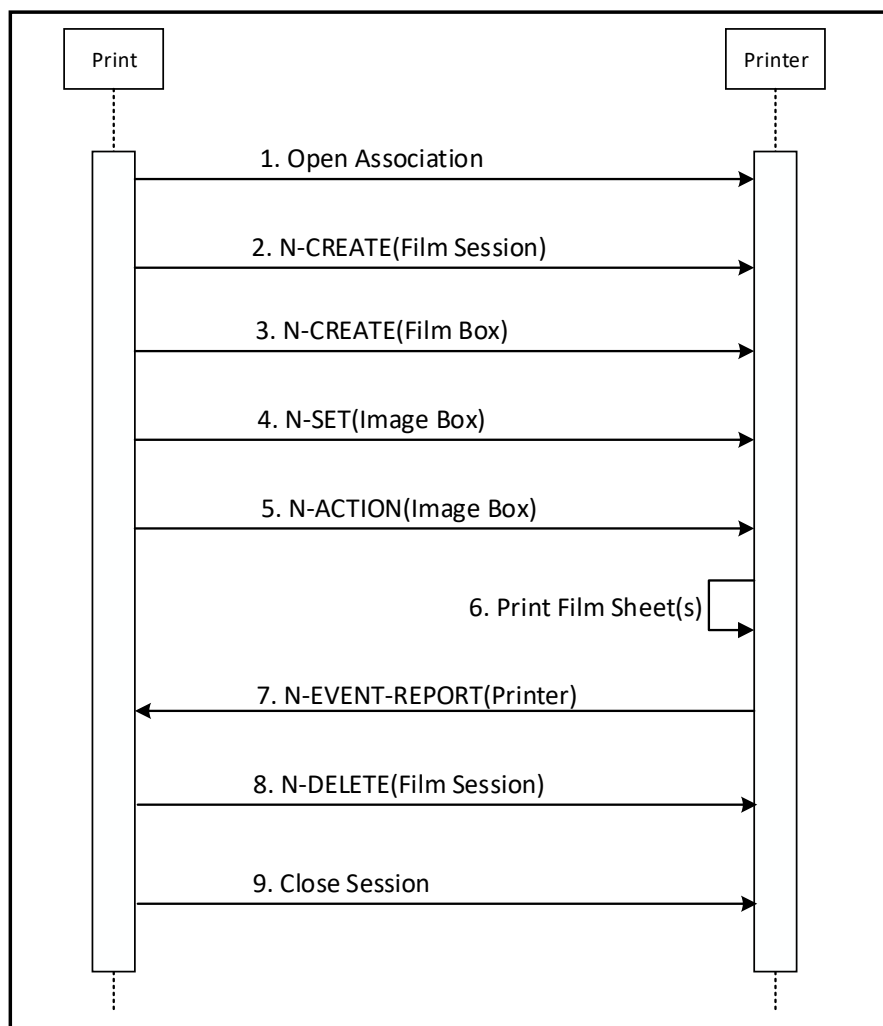 Print
Printer
1. Open Association
2. N-CREATE(Film Session)
3. N-CREATE(Film Box)
4. N-SET(Image Box)
5. N-ACTION(Image Box)
6. Print Film Sheet(s)
7. N-EVENT-REPORT(Printer)
8. N-DELETE(Film Session)
9. Close Session